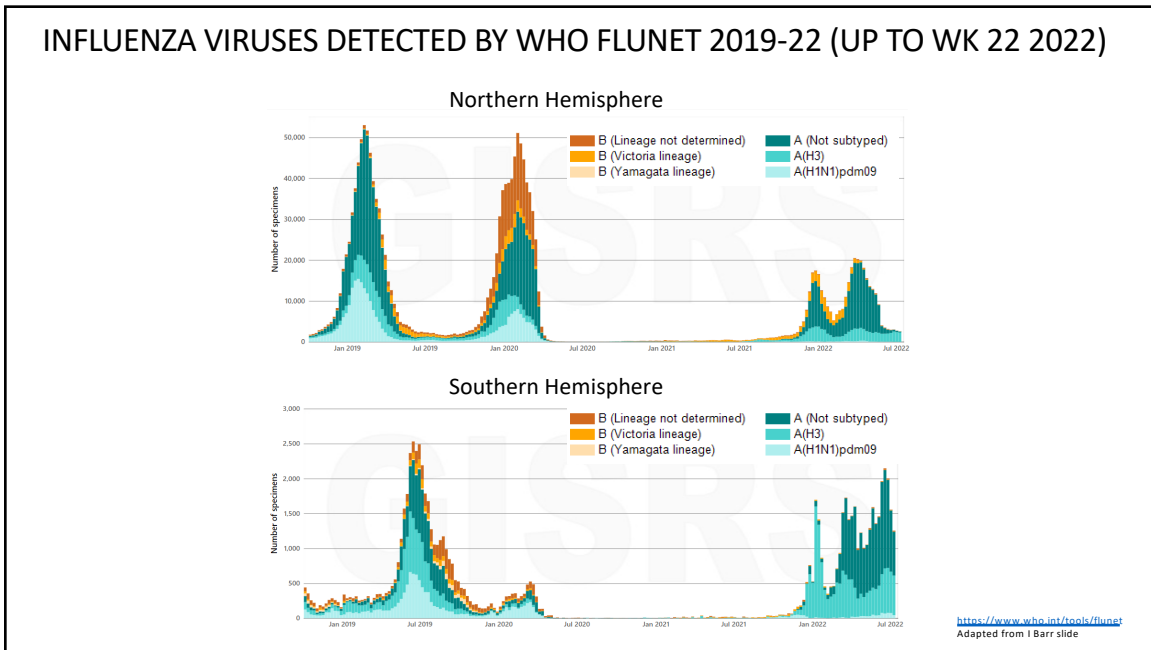 INFLUENZA VIRUSES DETECTED BY WHO FLUNET 2019-22 (UP TO WK 22 2022)
Northern Hemisphere
GISRS
B (Lineage not determined) A (Not subtyped)
B (Victoria lineage) A(H3)
B (Yamagata lineage) A(H1N1)pdm09
Number of specimens
50,000
40,000
30,000
20,000
10,000
0
Jan 2019 Jul 2019 Jan 2020 Jul 2020 Jan 2021 Jul 2021 Jan 2022 Jul 2022
Southern Hemisphere
GISRS
B (Lineage not determined) A (Not subtyped)
B (Victoria lineage) A(H3)
B (Yamagata lineage) A(H1N1)pdm09
Number of specimens
3,000
2,500
2,000
1,500
1,000
500
0
Jan 2019 Jul 2019 Jan 2020 Jul 2020 Jan 2021 Jul 2021 Jan 2022 Jul 2022
https://www.who.int/tools/flunet
Adapted from I Barr slide